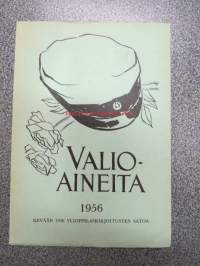 VALIO-
AINEITA
1956
KEVÄÄN 1956 YLIOPPILASKIRJOITUSTEN SATOA